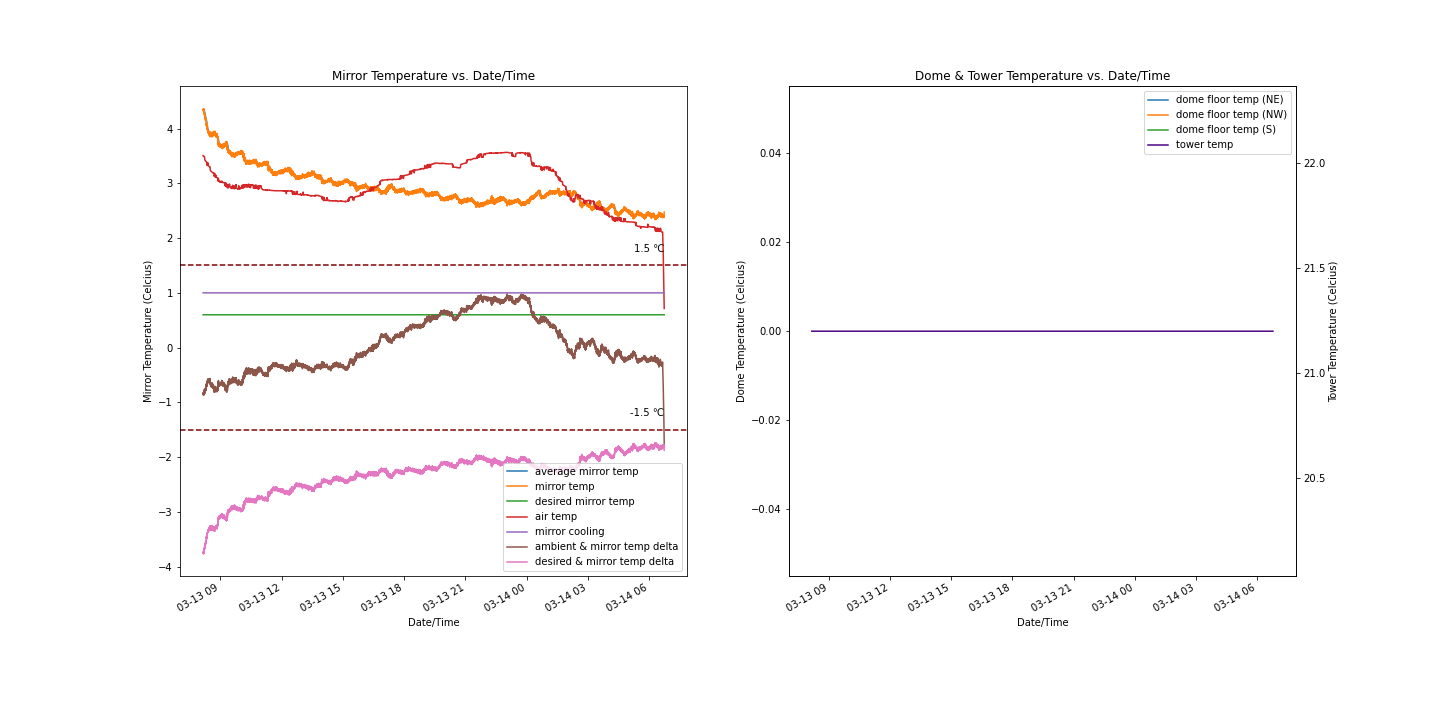 Mirror Temperature vs. Date/Time
4
3
2
1
0
−1
−2
−3
−4
Mirror Temperature (Celcius)
1.5 °C
-1.5 °C
average mirror temp
mirror temp
desired mirror temp
air temp
mirror cooling
ambient & mirror temp delta
desired & mirror temp delta
03-13 09
03-13 12
03-13 15
03-13 18
03-13 21
03-14 00
03-14 03
03-14 06
Date/Time
Dome & Tower Temperature vs. Date/Time
0.04
0.02
0.00
−0.02
−0.04
Dome Temperature (Celcius)
dome floor temp (NE)
dome floor temp (NW)
dome floor temp (S)
tower temp
22.0
21.5
21.0
20.5
Tower Temperature (Celcius)
03-13 09
03-13 12
03-13 15
03-13 18
03-13 21
03-14 00
03-14 03
03-14 06
Date/Time